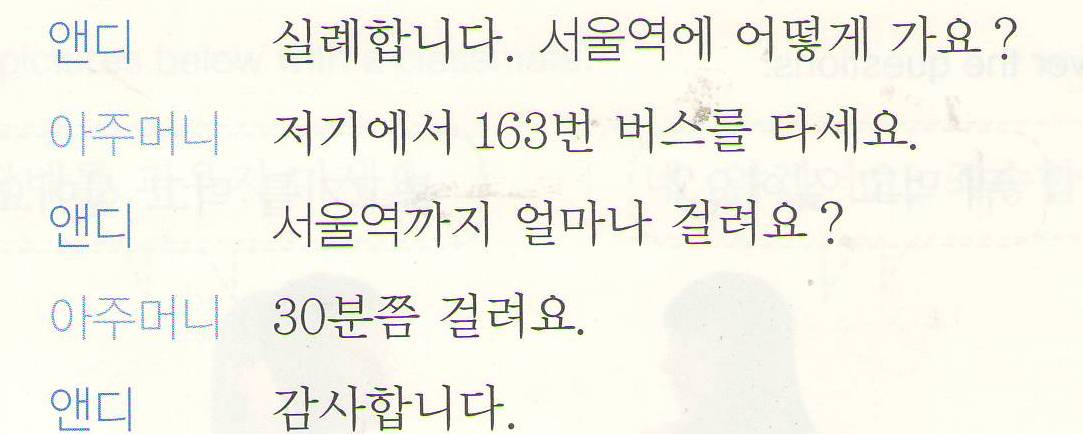 앤디 실례합니다. 서울역에 어떻게 가요?
아주머니 저기에서 163번 버스를 타세요.
앤디 서울역까지 얼마나 걸려요?
아주머니 30분쯤 걸려요.
앤디 감사합니다.